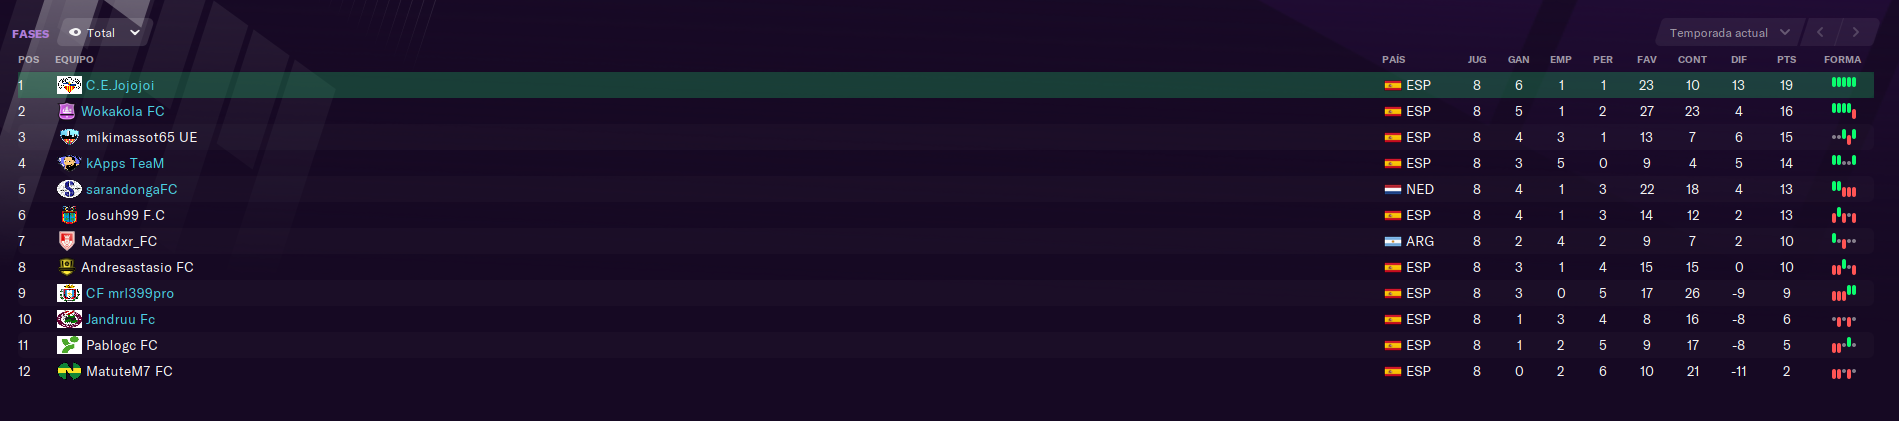 FASES Total Temporada actual
POS EQUIPO PAÍS JUG GAN EMP PER FAV CONT DIF PTS FORMA
1 C.E.Jojojoi ESP 8 6 1 1 23 10 13 19
2 Wokakola FC ESP 8 5 1 2 27 23 4 16
3 mikimassot65 UE ESP 8 4 3 1 13 7 6 15
4 kApps TeaM ESP 8 3 5 0 9 4 5 14
5 sarandongaFC NED 8 4 1 3 22 18 4 13
6 Josuh99 F.C ESP 8 4 1 3 14 12 2 13
7 Matadxr_FC ARG 8 2 4 2 9 7 2 10
8 Andresastasio FC ESP 8 3 1 4 15 15 0 10
9 CF mrl399pro ESP 8 3 0 5 17 26 -9 9
10 Jandruu Fc ESP 8 1 3 4 8 16 -8 6
11 Pablogc FC ESP 8 1 2 5 9 17 -8 5
12 MatuteM7 FC ESP 8 0 2 6 10 21 -11 2